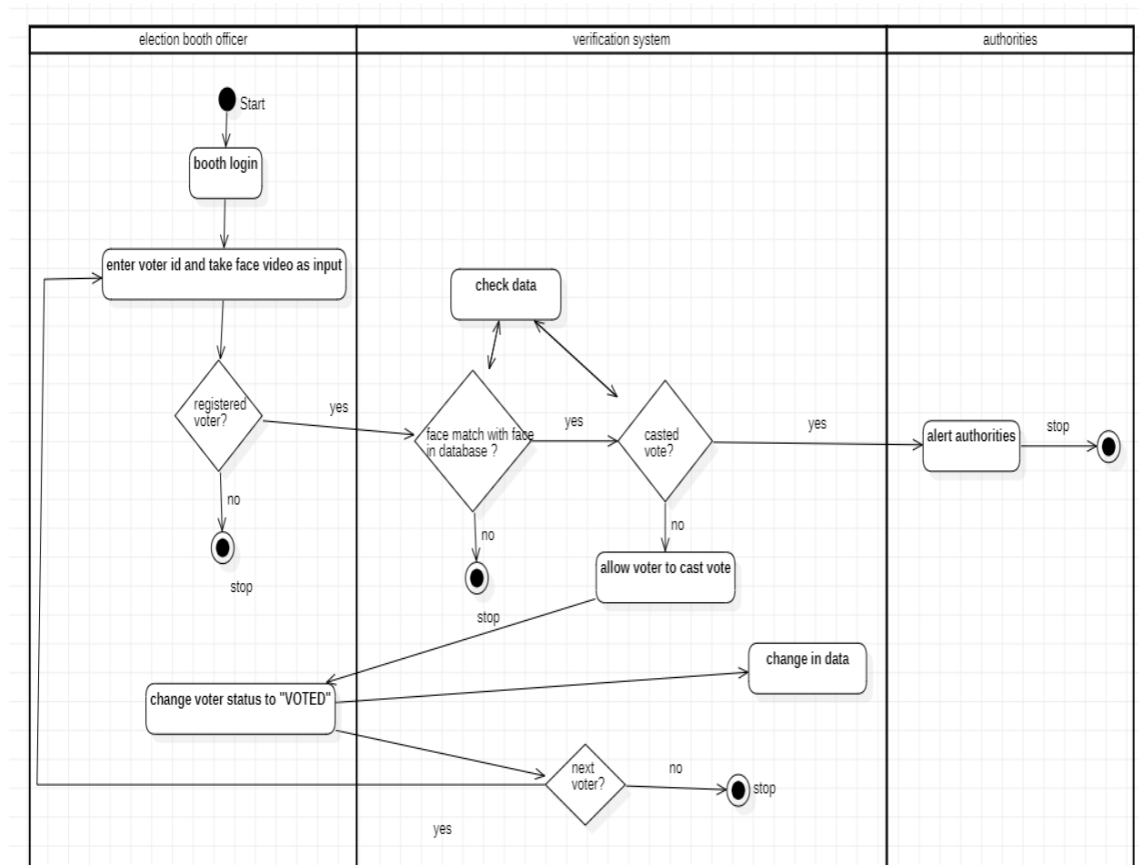 election booth officer
verification system
authorities
Start
booth login
enter voter id and take face video as input
check data
registered
voter?
yes
face match with face
in database ?
yes
casted
vote?
yes
alert authorities
stop
no
stop
no
stop
no
allow voter to cast vote
change in data
change voter status to "VOTED"
next
voter?
no
stop
yes